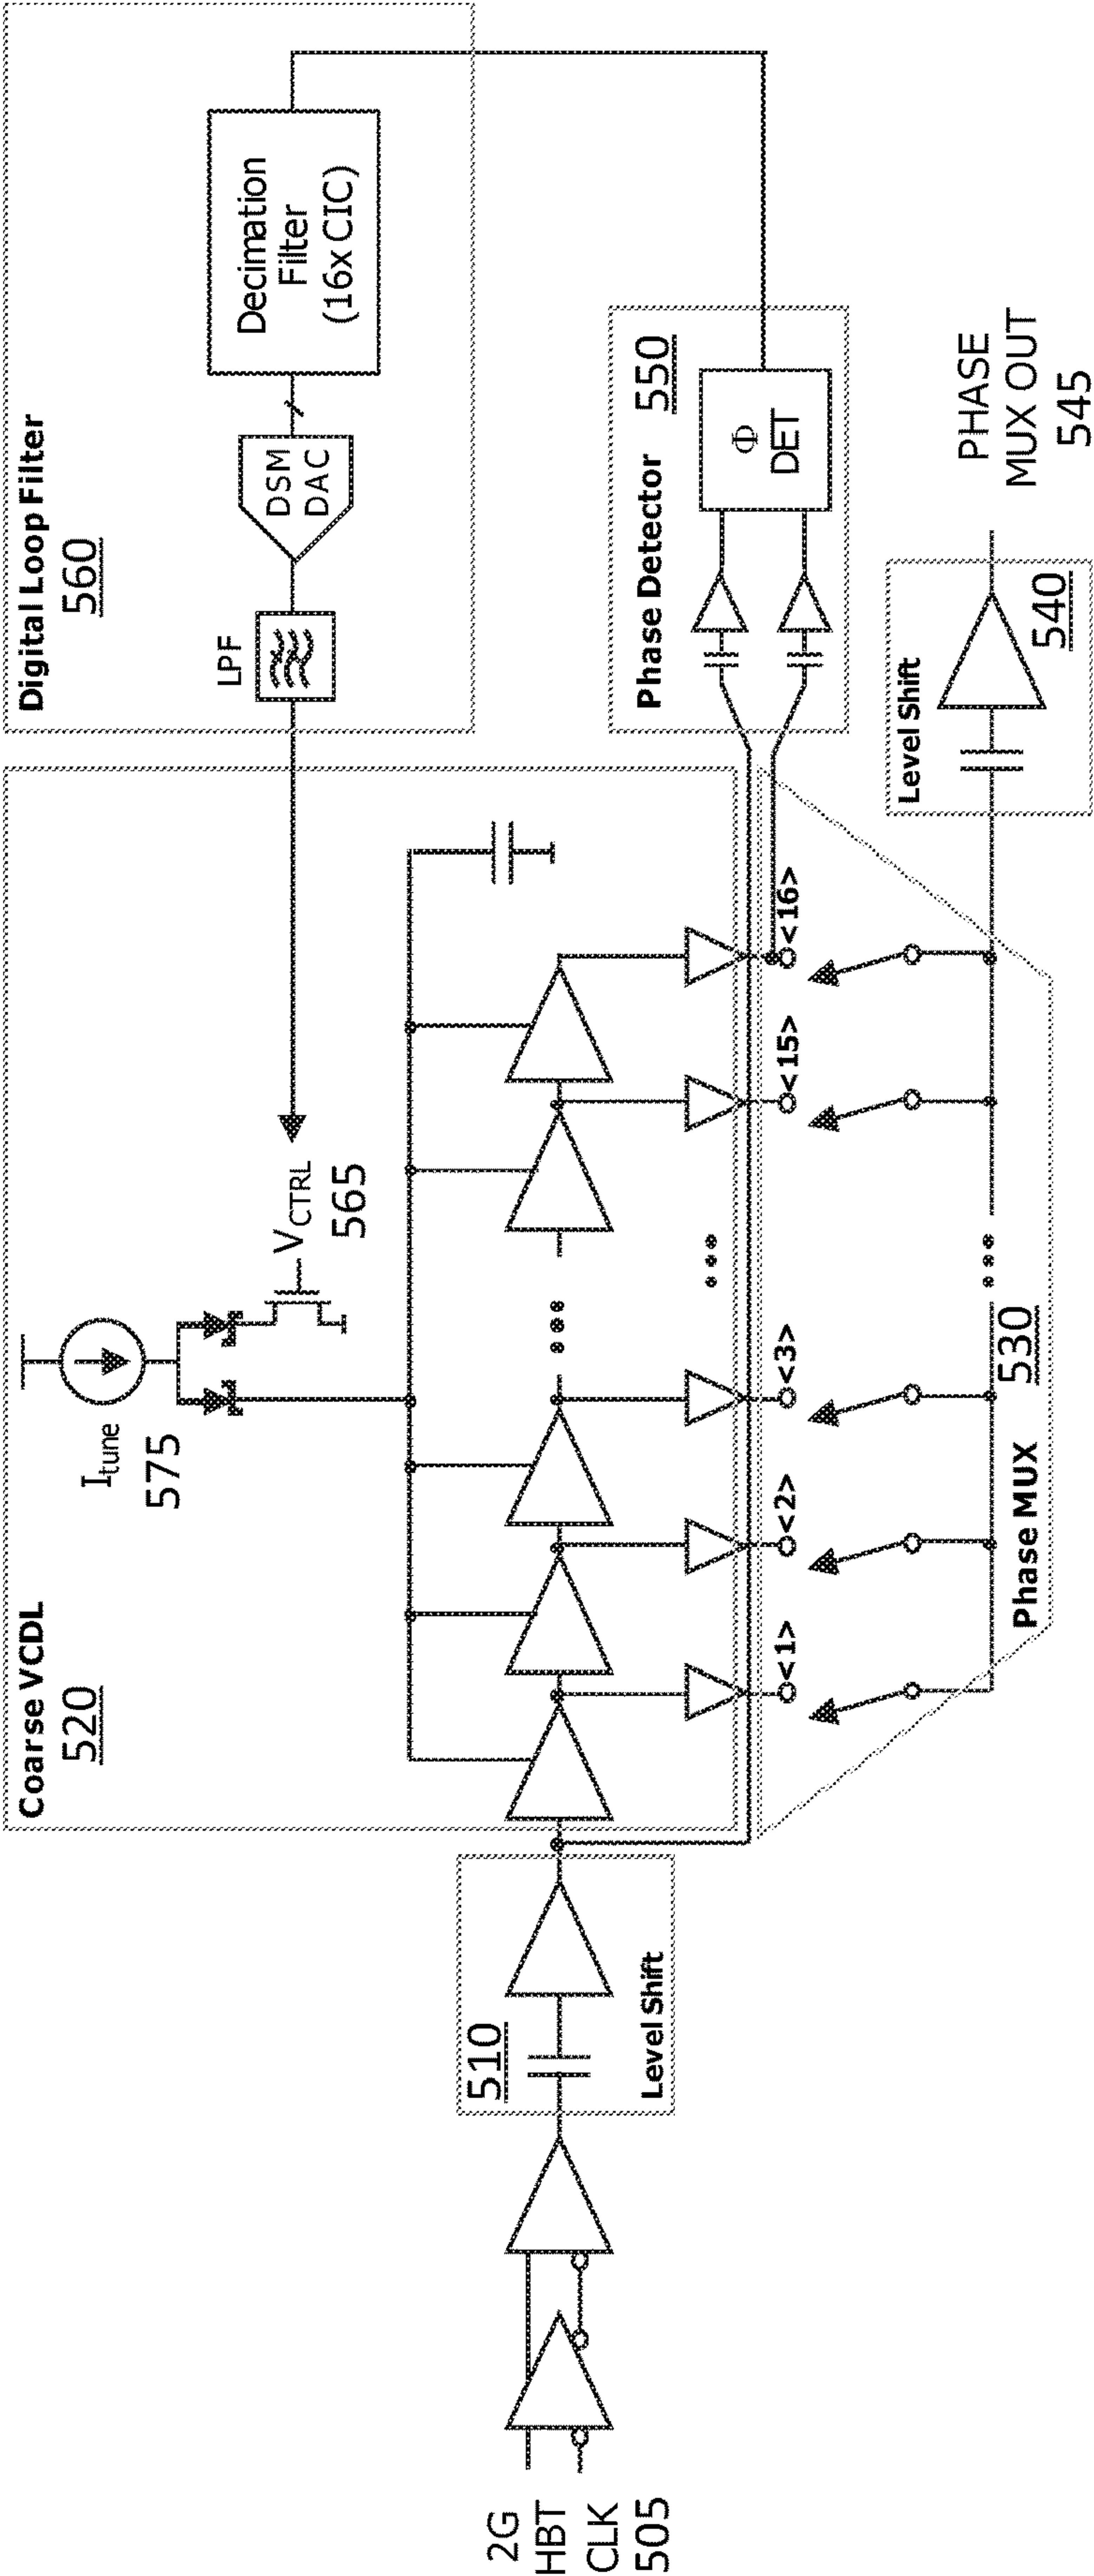 2G
HBT
CLK
505
510
Level Shift
Coarse VCDL
520
I tune
575
V CTRL
565
<1>
<2>
<3>
<15>
<16>
Phase MUX
530
Digital Loop Filter
560
LPF
DSM
DAC
Decimation
Filter
(16x CIC)
Phase Detector
550
Φ
DET
Level Shift
540
PHASE
MUX OUT
545